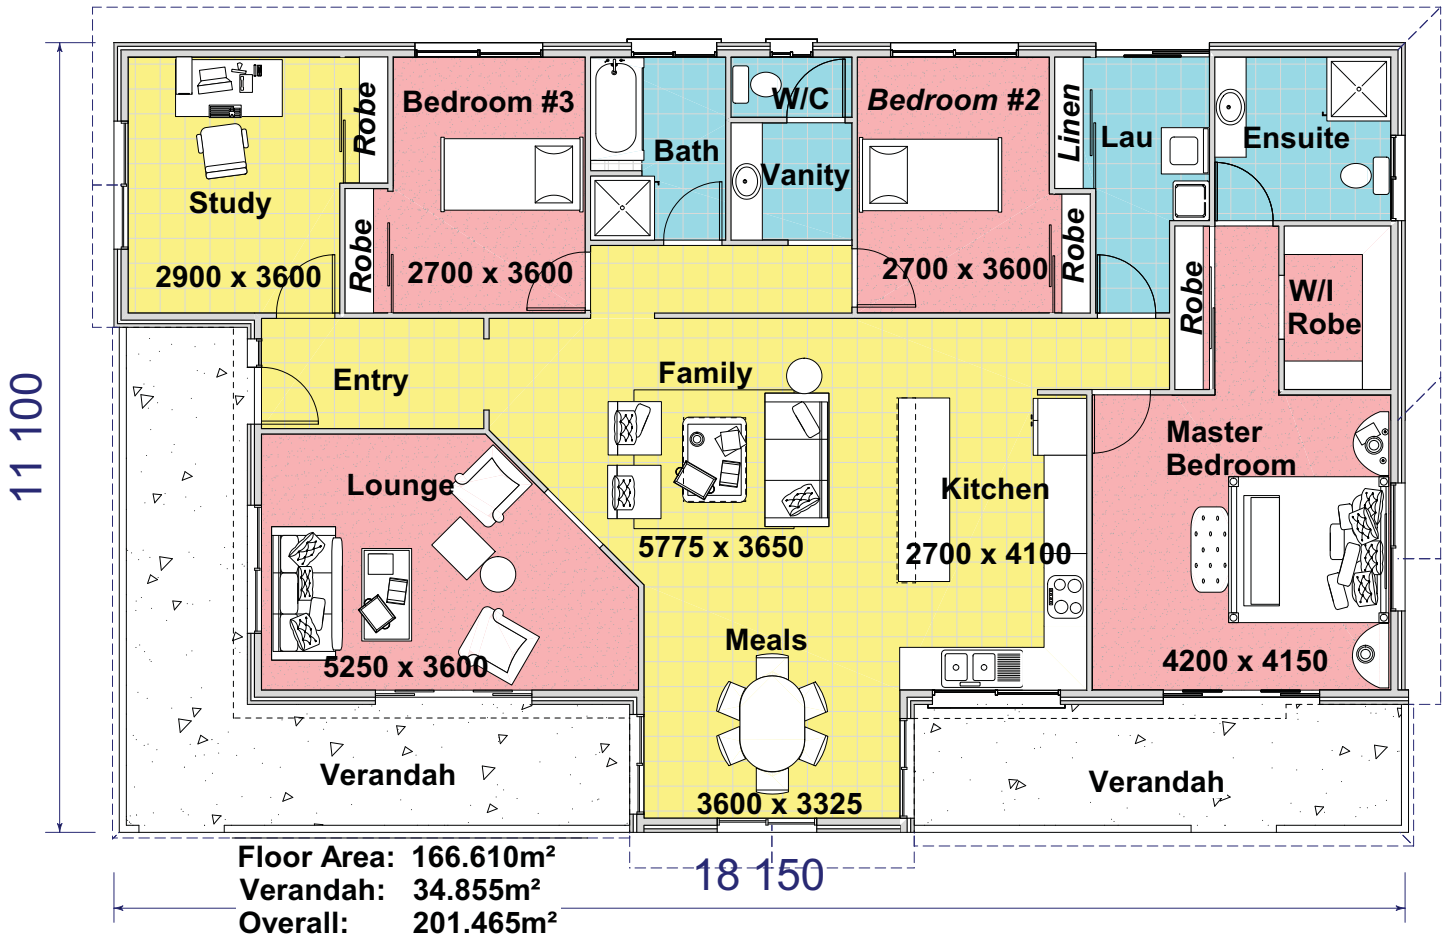 Bedroom #3
W/C
Bedroom #2
Robe
Linen
Lau
Ensuite
Bath
Vanity
Study
2900 x 3600
Robe
2700 x 3600
2700 x 3600
Robe
Robe
W/I
Robe
Entry
Family
Master
Bedroom
11 100
Lounge
Kitchen
5775 x 3650
2700 x 4100
Meals
5250 x 3600
4200 x 4150
Verandah
Verandah
3600 x 3325
Floor Area: 166.610m²
Verandah: 34.855m²
Overall: 201.465m²
18 150